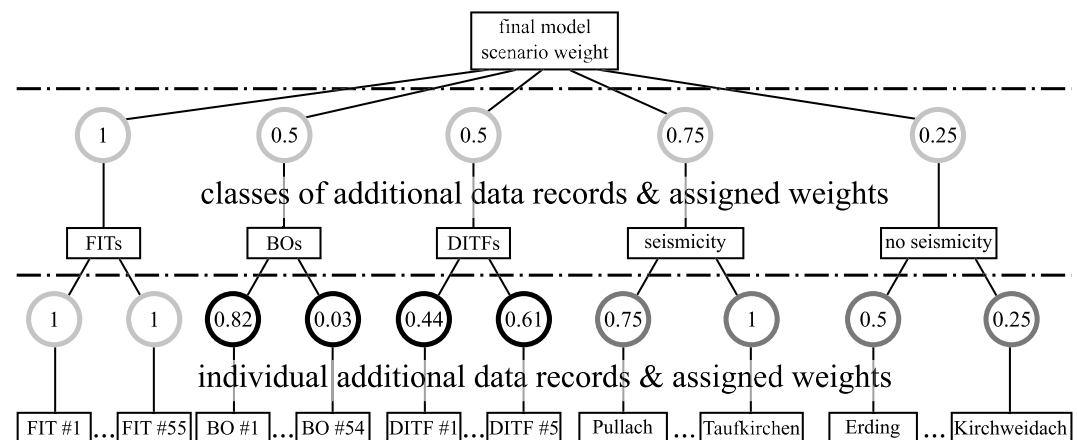 final model
scenario weight
1 0.5 0.5 0.75 0.25
classes of additional data records & assigned weights
FITs BOs DITFs seismicity no seismicity
1 1 0.82 0.03 0.44 0.61 0.75 1 0.5 0.25
individual additional data records & assigned weights
FIT #1 ... FIT #55 BO #1 ... BO #54 DITF #1 ... DITF #5 Pullach ... Taufkirchen Erding ... Kirchweidach